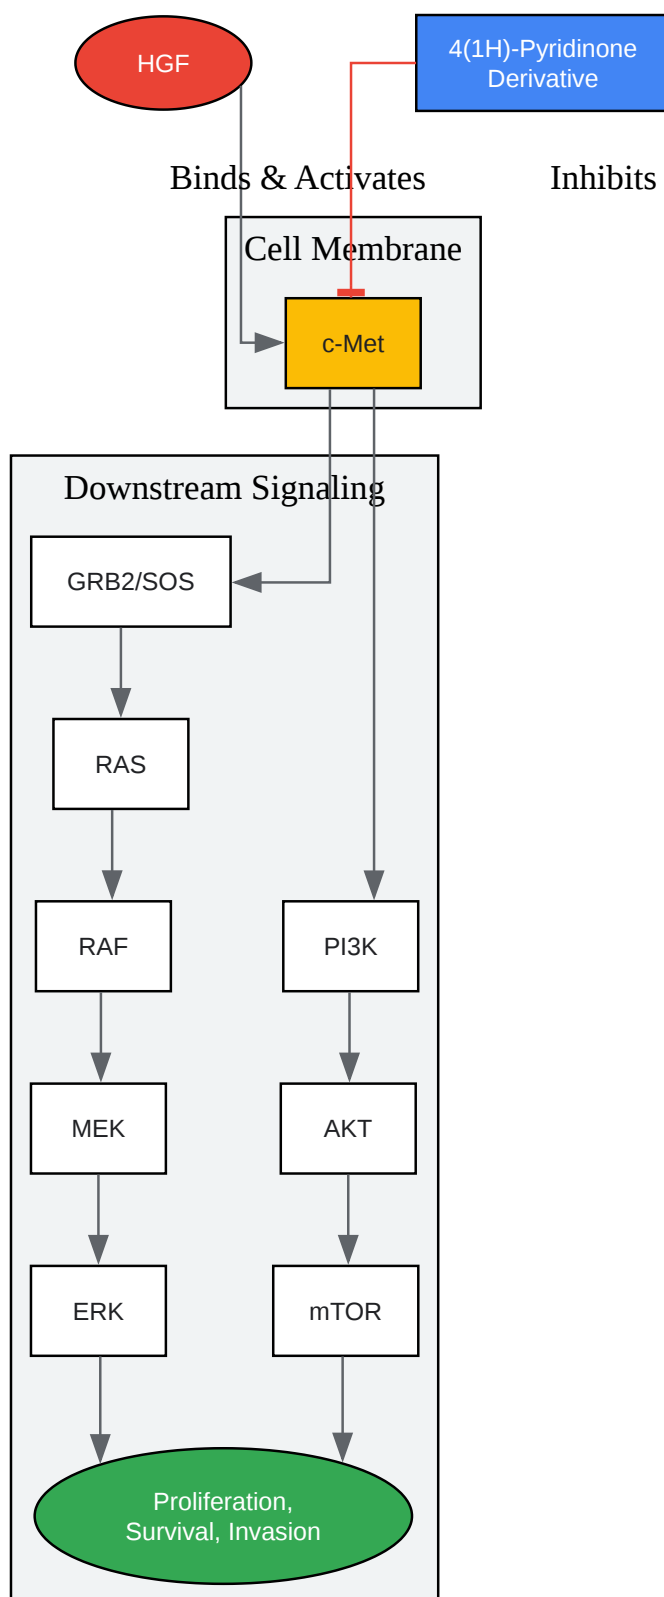 HGF
4(1H)-Pyridinone
Derivative
Binds & Activates
Inhibits
Cell Membrane
c-Met
Downstream Signaling
GRB2/SOS
RAS
RAF
PI3K
MEK
AKT
ERK
mTOR
Proliferation,
Survival, Invasion